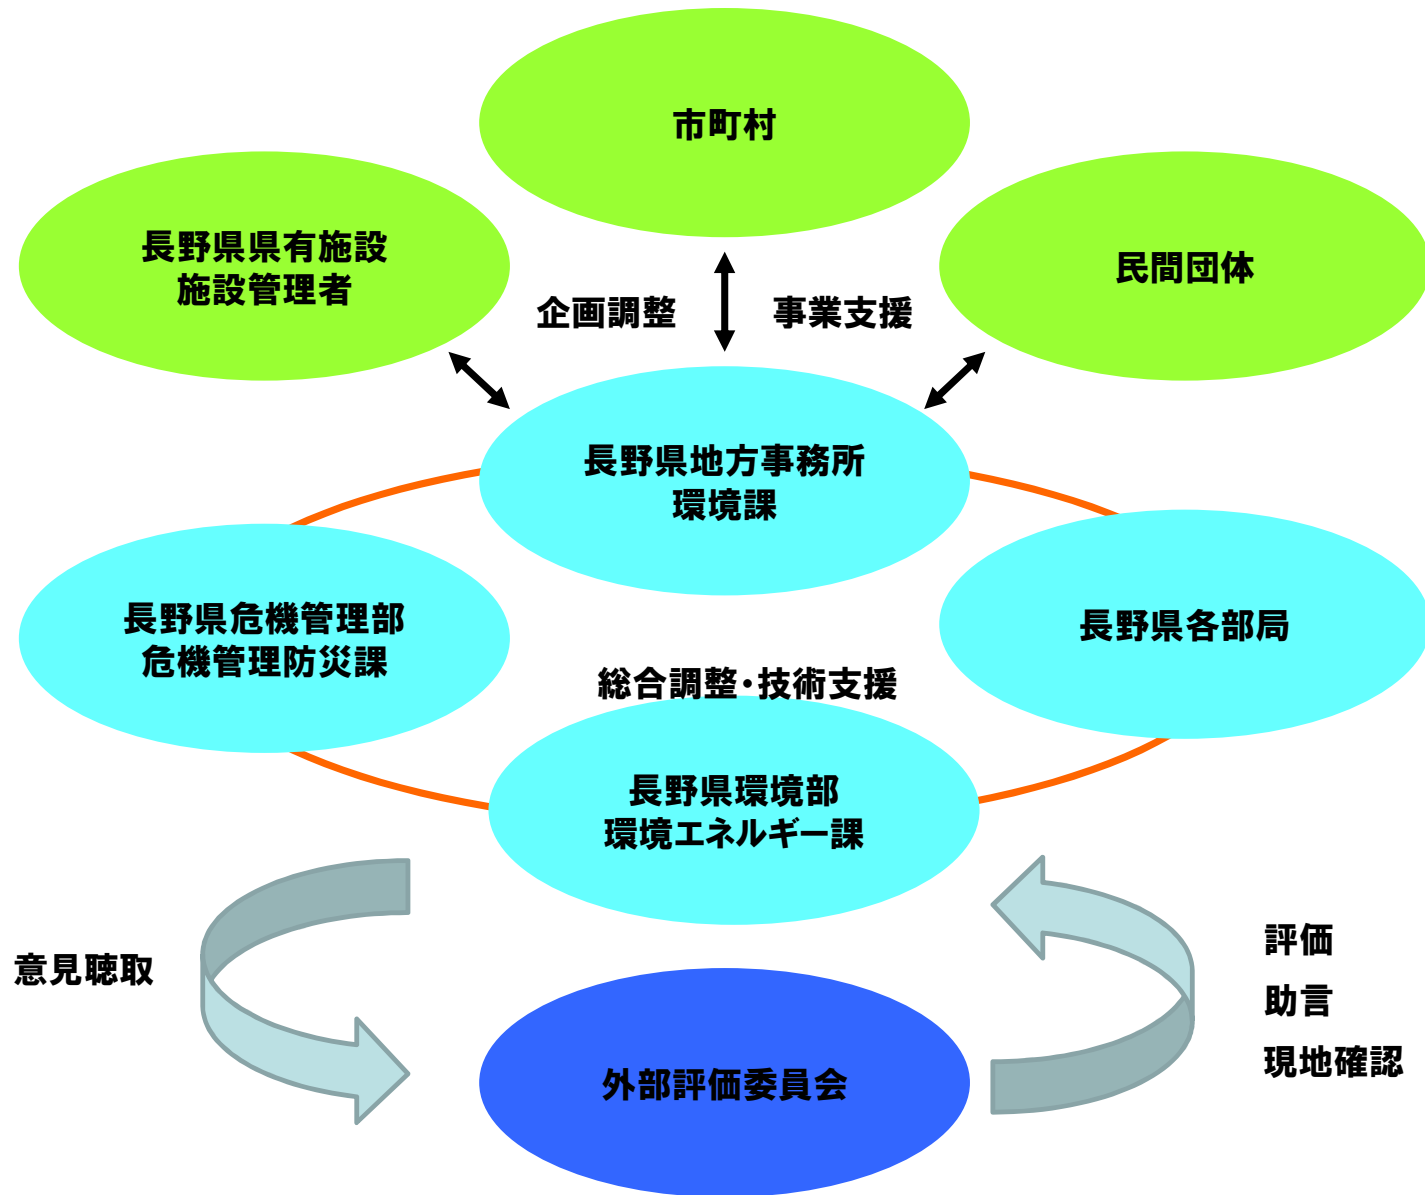 市町村
長野県県有施設
施設管理者
民間団体
企画調整
事業支援
長野県地方事務所
環境課
長野県危機管理部
危機管理防災課
長野県各部局
総合調整・技術支援
長野県環境部
環境エネルギー課
意見聴取
評価
助言
現地確認
外部評価委員会